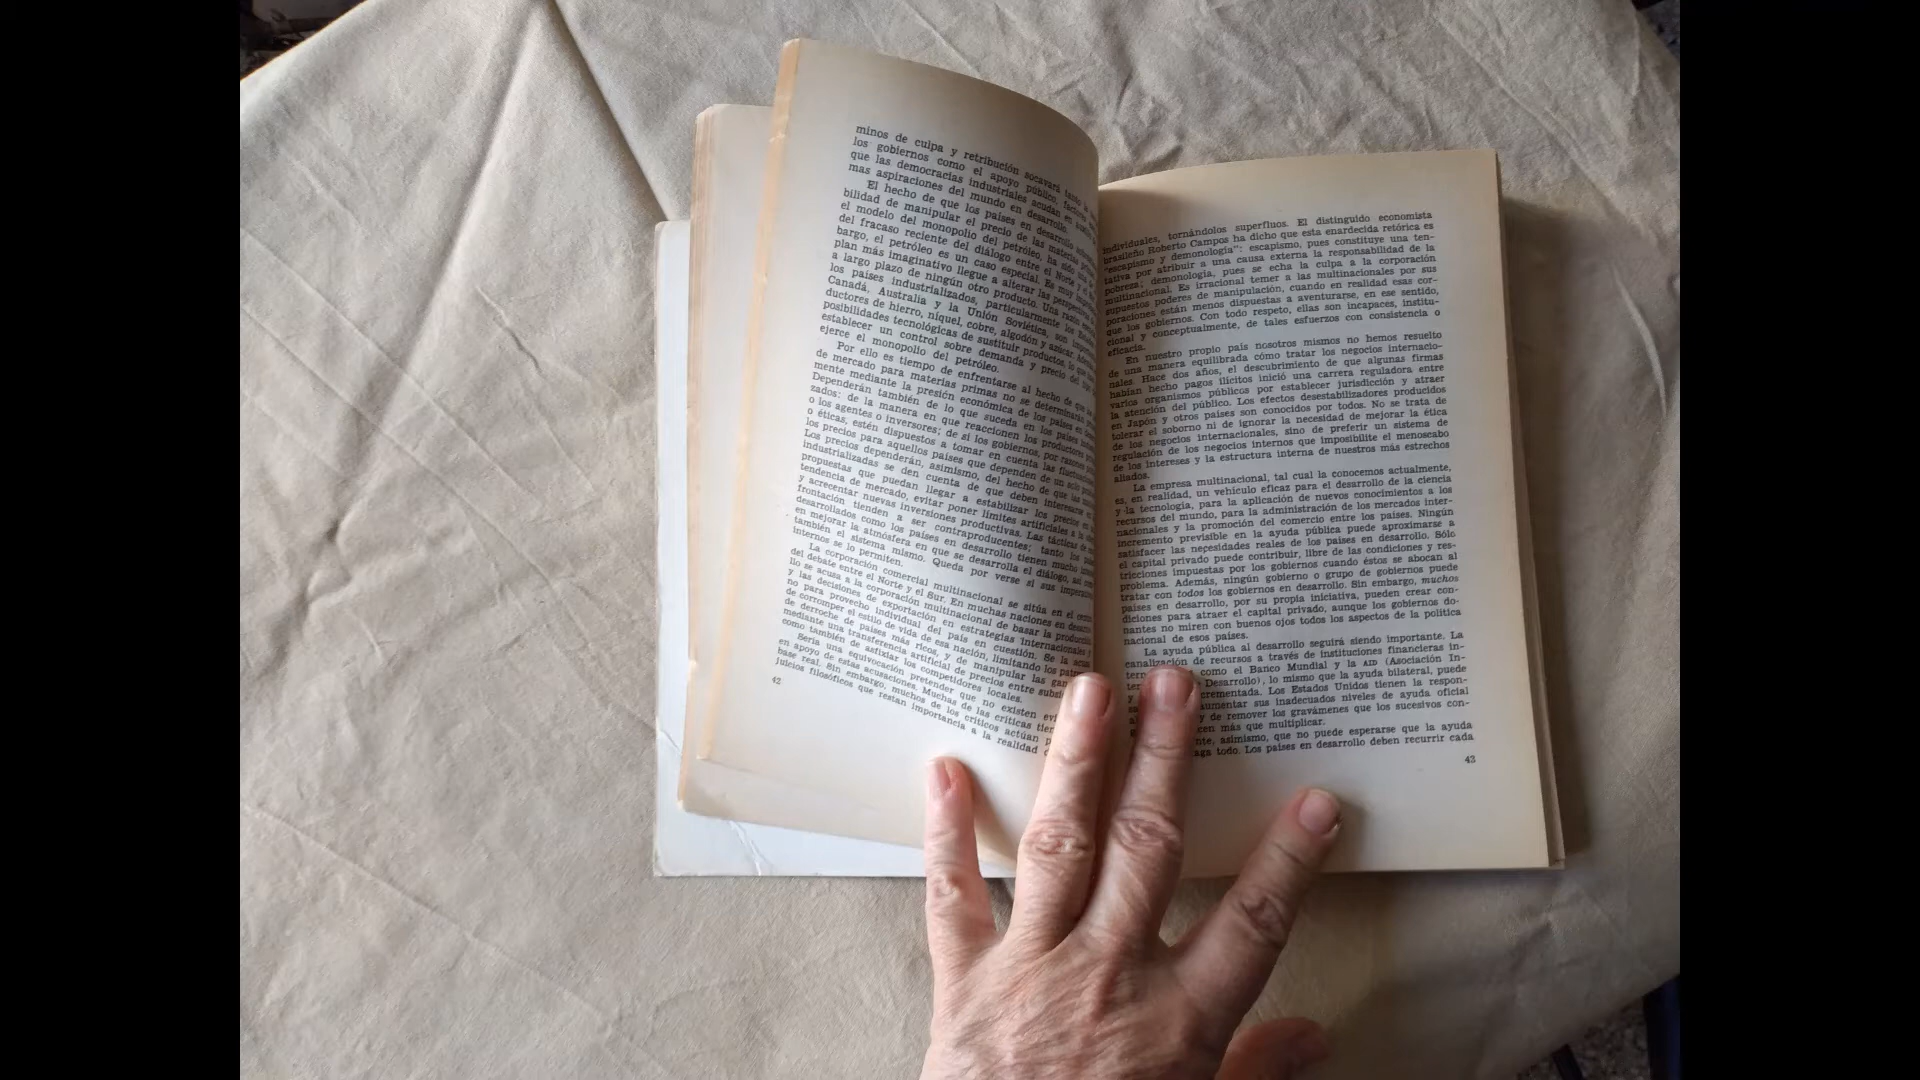 minos de culpa y retribución socavará tanto la
los gobiernos como el apoyo público, factores
que las democracias industriales acudan en
mas aspiraciones del mundo en desarrollo.
El hecho de que los países en desarrollo
bilidad de manipular el precio de las materias
el modelo del monopolio del petróleo, ha sido
del fracaso reciente del diálogo entre el Norte y el
bargo, el petróleo es un caso especial. Es muy
plan más imaginativo llegue a alterar las perspectivas
a largo plazo de ningún otro producto. Una razón
los países industrializados, particularmente los
Canadá, Australia y la Unión Soviética, son
ductores de hierro, níquel, cobre, algodón y azúcar.
posibilidades tecnológicas de sustituir productos, lo que
establecer un control sobre demanda y precio del
ejerce el monopolio del petróleo.
Por ello es tiempo de enfrentarse al hecho de que
de mercado para materias primas no se determinarán
mente mediante la presión económica de los países en
Dependerán también de lo que suceda en los países
zados: de la manera en que reaccionen los productores
o los agentes o inversores; de si los gobiernos, por razones
o éticas, estén dispuestos a tomar en cuenta las
los precios para aquellos países que dependen de un solo
Los precios dependerán, asimismo, del hecho de que las
industrializadas se den cuenta de que deben interesarse
propuestas que puedan llegar a estabilizar los precios
tendencia de mercado, evitar poner límites artificiales a
y acrecentar nuevas inversiones productivas. Las tácticas de
frontación tienden a ser contraproducentes; tanto los
desarrollados como los países en desarrollo tienen mucho
en mejorar la atmósfera en que se desarrolla el diálogo, así
también el sistema mismo. Queda por verse si sus
internos se lo permiten.
La corporación comercial multinacional se sitúa en el
del debate entre el Norte y el Sur. En muchas naciones en
llo se acusa a la corporación multinacional de basar la producción
y las decisiones de exportación en estrategias internacionales y
no para provecho individual del país en cuestión. Se la acusa
de corromper el estilo de vida de esa nación, limitando los
de derroche de países más ricos, y de manipular las
mediante una transferencia artificial de precios entre
como también de asfixiar los competidores locales.
Sería una equivocación pretender que no existen
en apoyo de estas acusaciones. Muchas de las críticas
base real. Sin embargo, muchos de los críticos actúan
juicios filosóficos que restan importancia a la realidad
42
individuales, tornándolos superfluos. El distinguido economista
brasileño Roberto Campos ha dicho que esta enardecida retórica es
"escapismo y demonología": escapismo, pues constituye una ten-
tativa por atribuir a una causa externa la responsabilidad de la
pobreza; demonología, pues se echa la culpa a la corporación
multinacional. Es irracional temer a las multinacionales por sus
supuestos poderes de manipulación, cuando en realidad esas cor-
poraciones están menos dispuestas a aventurarse, en ese sentido,
que los gobiernos. Con todo respeto, ellas son incapaces, institu-
cional y conceptualmente, de tales esfuerzos con consistencia o
eficacia.
En nuestro propio país nosotros mismos no hemos resuelto
de una manera equilibrada cómo tratar los negocios internacio-
nales. Hace dos años, el descubrimiento de que algunas firmas
habían hecho pagos ilícitos inició una carrera reguladora entre
varios organismos públicos por establecer jurisdicción y atraer
la atención del público. Los efectos desestabilizadores producidos
en Japón y otros países son conocidos por todos. No se trata de
tolerar el soborno ni de ignorar la necesidad de mejorar la ética
de los negocios internacionales, sino de preferir un sistema de
regulación de los negocios internos que imposibilite el menoscabo
de los intereses y la estructura interna de nuestros más estrechos
aliados.
La empresa multinacional, tal cual la conocemos actualmente,
es, en realidad, un vehículo eficaz para el desarrollo de la ciencia
y la tecnología, para la aplicación de nuevos conocimientos a los
recursos del mundo, para la administración de los mercados inter-
nacionales y la promoción del comercio entre los países. Ningún
incremento previsible en la ayuda pública puede aproximarse a
satisfacer las necesidades reales de los países en desarrollo. Sólo
el capital privado puede contribuir, libre de las condiciones y res-
tricciones impuestas por los gobiernos cuando éstos se abocan al
problema. Además, ningún gobierno o grupo de gobiernos puede
tratar con todos los gobiernos en desarrollo. Sin embargo, muchos
países en desarrollo, por su propia iniciativa, pueden crear con-
diciones para atraer el capital privado, aunque los gobiernos do-
nantes no miren con buenos ojos todos los aspectos de la política
nacional de esos países.
La ayuda pública al desarrollo seguirá siendo importante. La
canalización de recursos a través de instituciones financieras in-
como el Banco Mundial y la AID (Asociación In-
Desarrollo), lo mismo que la ayuda bilateral, puede
y crementada. Los Estados Unidos tienen la respon-
aumentar sus inadecuados niveles de ayuda oficial
y de remover los gravámenes que los sucesivos con-
cen más que multiplicar.
nte, asimismo, que no puede esperarse que la ayuda
aga todo. Los países en desarrollo deben recurrir cada
43